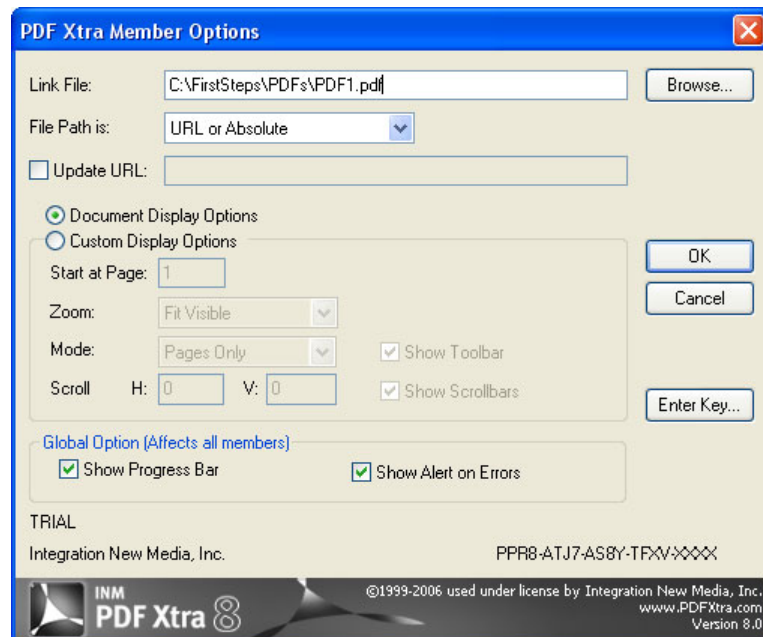 PDF Xtra Member Options
Link File: C:\FirstSteps\PDFs\PDF1.pdf Browse...
File Path is: URL or Absolute
Update URL:
Document Display Options
Custom Display Options
OK
Start at Page: 1
Cancel
Zoom: Fit Visible
Mode: Pages Only Show Toolbar
Scroll H: 0 V: 0 Show Scrollbars
Enter Key...
Global Option (Affects all members)
Show Progress Bar Show Alert on Errors
TRIAL
Integration New Media, Inc. PPR8-ATJ7-AS8Y-TFXV-XXXX
INM
PDF Xtra 8
©1999-2006 used under license by Integration New Media, Inc.
www.PDFXtra.com
Version 8.0